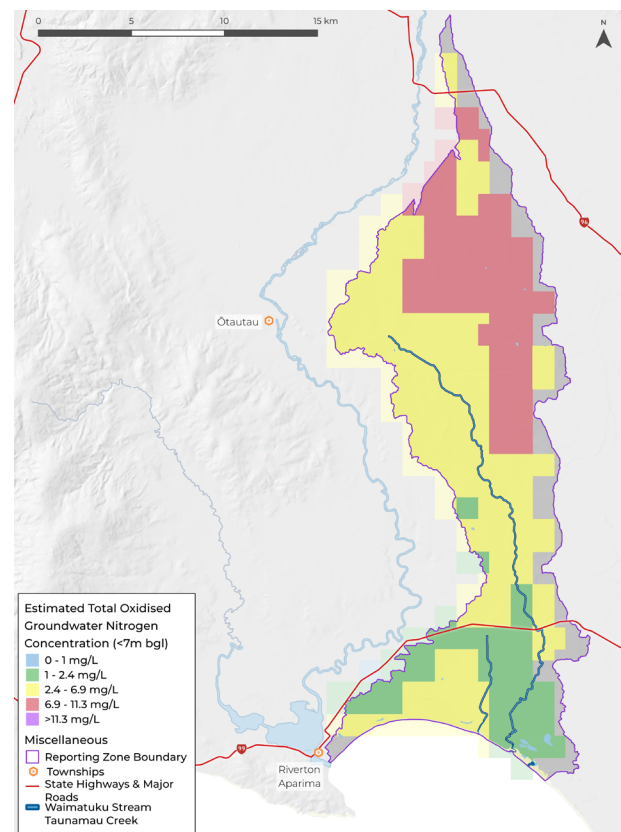 0 5 10 15 km
N
96
Ōtautau
Estimated Total Oxidised
Groundwater Nitrogen
Concentration (<7m bgl)
0 - 1 mg/L
1 - 2.4 mg/L
2.4 - 6.9 mg/L
6.9 - 11.3 mg/L
>11.3 mg/L
Miscellaneous
Reporting Zone Boundary
Townships
State Highways & Major
Roads
Waimatuku Stream
Taunamau Creek
99
Riverton
Aparima